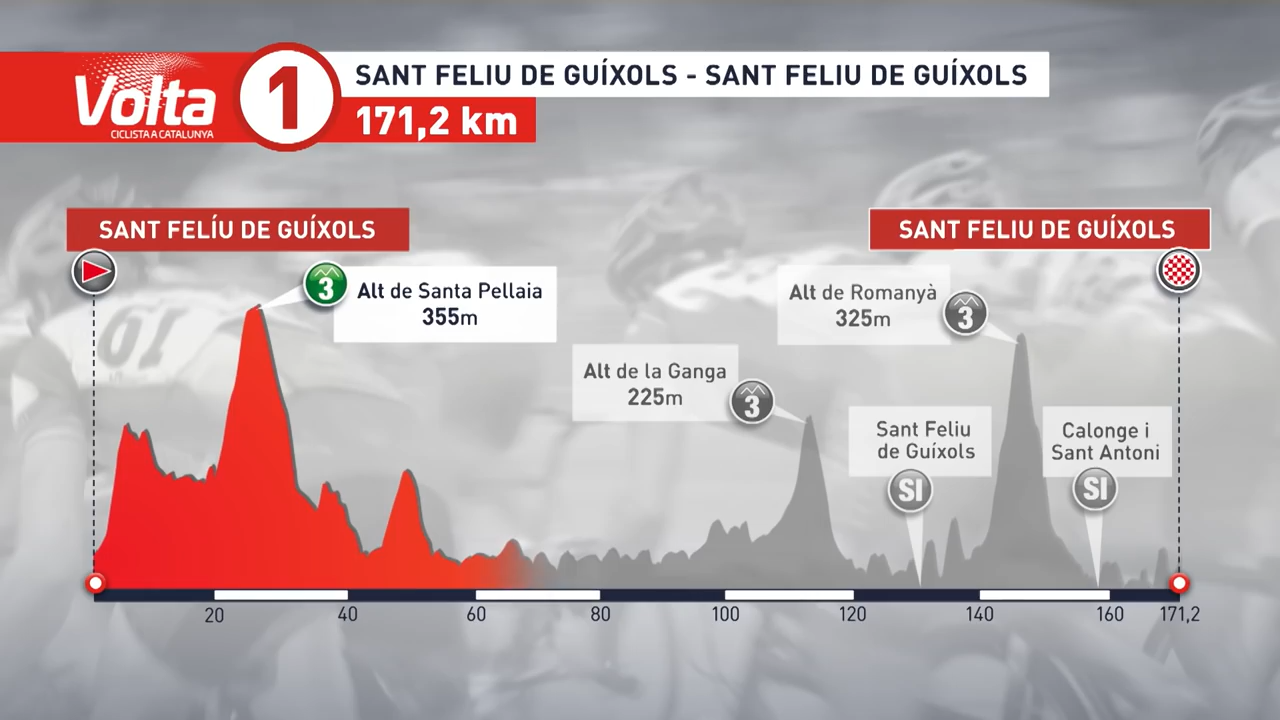 Volta
CICLISTA A CATALUNYA
1
SANT FELIU DE GUÍXOLS - SANT FELIU DE GUÍXOLS
171,2 km
SANT FELÍU DE GUÍXOLS
SANT FELIU DE GUÍXOLS
3
Alt de Santa Pellaia
355m
Alt de Romanyà
325m
3
Alt de la Ganga
225m
3
Sant Feliu
de Guíxols
SI
Calonge i
Sant Antoni
SI
61
20 40 60 80 100 120 140 160 171,2